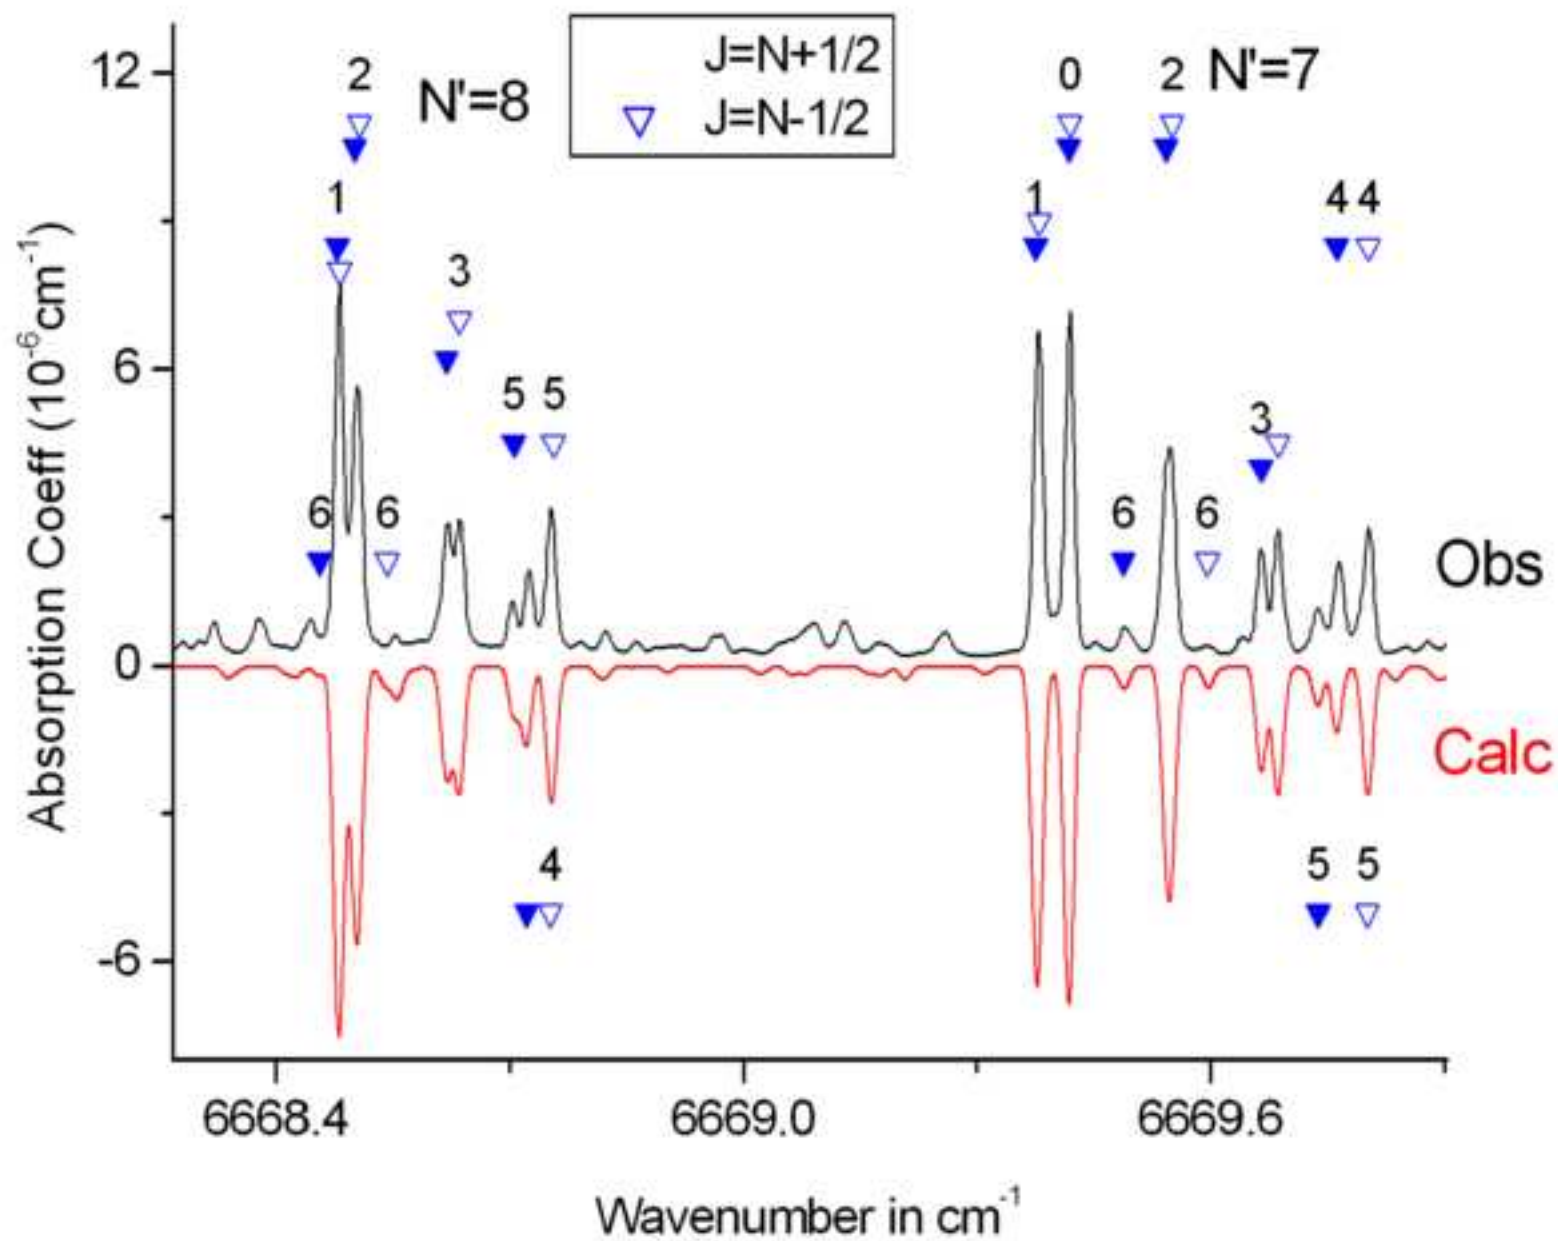 J=N+1/2
▽ J=N-1/2
12
6
0
-6
Absorption Coeff (10⁻⁶cm⁻¹)
2 N'=8
1
3
5 5
6 6
4
0 2 N'=7
1 4 4
3
6 6
5 5
Obs
Calc
6668.4 6669.0 6669.6
Wavenumber in cm⁻¹